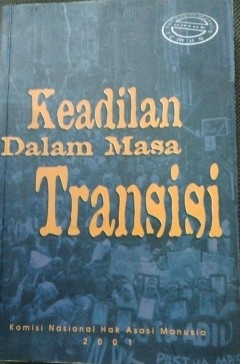 Keadilan
Dalam Masa
Transisi
Komisi Nasional Hak Asasi Manusia
2001